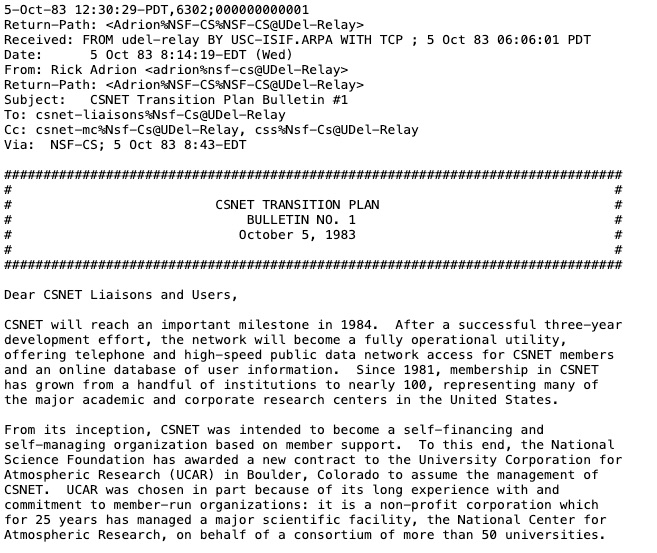 5-Oct-83 12:30:29-PDT,6302;000000000001
Return-Path: <Adrion%NSF-CS%NSF-CS@UDel-Relay>
Received: FROM udel-relay BY USC-ISIF.ARPA WITH TCP ; 5 Oct 83 06:06:01 PDT
Date:      5 Oct 83 8:14:19-EDT (Wed)
From: Rick Adrion <adrion%nsf-cs@UDel-Relay>
Return-Path: <Adrion%NSF-CS%NSF-CS@UDel-Relay>
Subject:   CSNET Transition Plan Bulletin #1
To: csnet-liaisons%Nsf-Cs@UDel-Relay
Cc: csnet-mc%Nsf-Cs@UDel-Relay, css%Nsf-Cs@UDel-Relay
Via:  NSF-CS; 5 Oct 83 8:43-EDT

###############################################################################
#                                                                             #
#                          CSNET TRANSITION PLAN                              #
#                              BULLETIN NO. 1                                 #
#                             October 5, 1983                                 #
#                                                                             #
###############################################################################

Dear CSNET Liaisons and Users,

CSNET will reach an important milestone in 1984.  After a successful three-year
development effort, the network will become a fully operational utility,
offering telephone and high-speed public data network access for CSNET members
and an online database of user information.  Since 1981, membership in CSNET
has grown from a handful of institutions to nearly 100, representing many of
the major academic and corporate research centers in the United States.

From its inception, CSNET was intended to become a self-financing and
self-managing organization based on member support.  To this end, the National
Science Foundation has awarded a new contract to the University Corporation for
Atmospheric Research (UCAR) in Boulder, Colorado to assume the management of
CSNET.  UCAR was chosen in part because of its long experience with and
commitment to member-run organizations: it is a non-profit corporation which
for 25 years has managed a major scientific facility, the National Center for
Atmospheric Research, on behalf of a consortium of more than 50 universities.